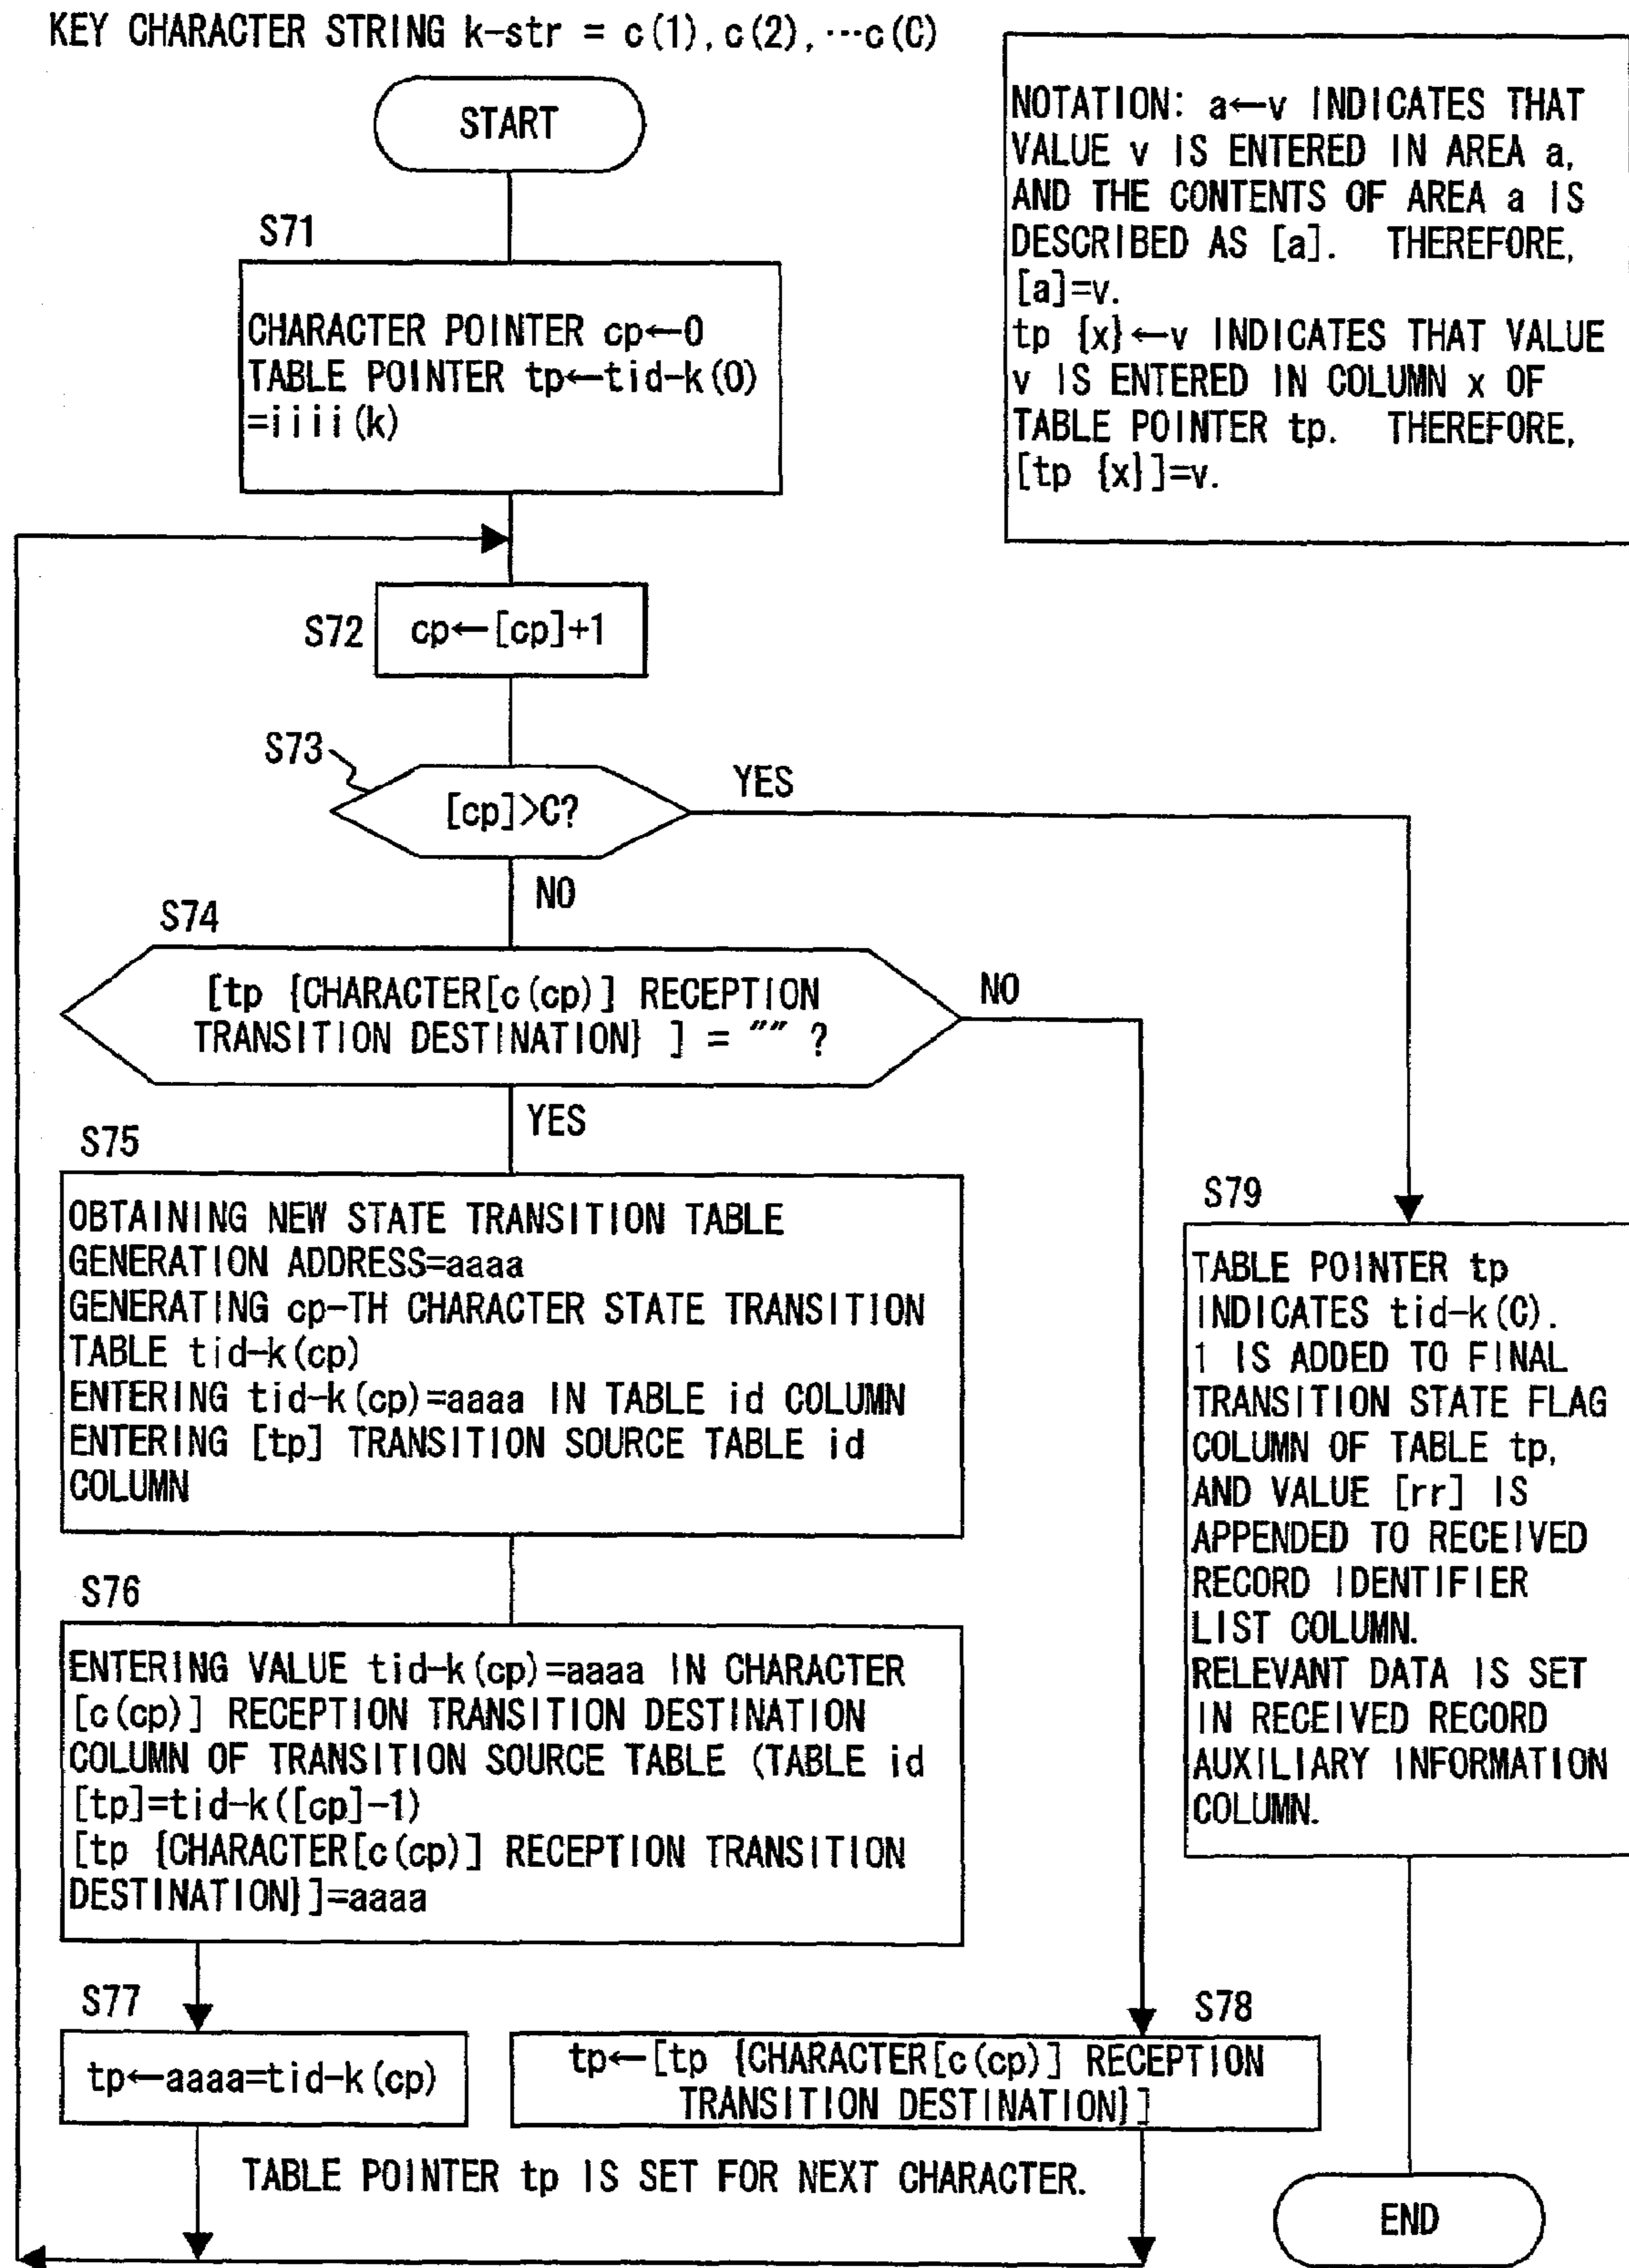 KEY CHARACTER STRING k-str = c(1), c(2), ···c(C)
NOTATION: a←v INDICATES THAT
VALUE v IS ENTERED IN AREA a,
AND THE CONTENTS OF AREA a IS
DESCRIBED AS [a]. THEREFORE,
[a]=v.
tp {x}←v INDICATES THAT VALUE
v IS ENTERED IN COLUMN x OF
TABLE POINTER tp. THEREFORE,
[tp {x}]=v.
START
S71
CHARACTER POINTER cp←0
TABLE POINTER tp←tid-k(0)
=iiii(k)
S72
cp←[cp]+1
S73
[cp]>C?
YES
NO
S74
[tp {CHARACTER[c(cp)] RECEPTION
TRANSITION DESTINATION} ] = "" ?
NO
YES
S75
OBTAINING NEW STATE TRANSITION TABLE
GENERATION ADDRESS=aaaa
GENERATING cp-TH CHARACTER STATE TRANSITION
TABLE tid-k(cp)
ENTERING tid-k(cp)=aaaa IN TABLE id COLUMN
ENTERING [tp] TRANSITION SOURCE TABLE id
COLUMN
S76
ENTERING VALUE tid-k(cp)=aaaa IN CHARACTER
[c(cp)] RECEPTION TRANSITION DESTINATION
COLUMN OF TRANSITION SOURCE TABLE (TABLE id
[tp]=tid-k([cp]-1)
[tp {CHARACTER[c(cp)] RECEPTION TRANSITION
DESTINATION}]=aaaa
S77
tp←aaaa=tid-k(cp)
S78
tp←[tp {CHARACTER[c(cp)] RECEPTION
TRANSITION DESTINATION}]
TABLE POINTER tp IS SET FOR NEXT CHARACTER.
S79
TABLE POINTER tp
INDICATES tid-k(C).
1 IS ADDED TO FINAL
TRANSITION STATE FLAG
COLUMN OF TABLE tp,
AND VALUE [rr] IS
APPENDED TO RECEIVED
RECORD IDENTIFIER
LIST COLUMN.
RELEVANT DATA IS SET
IN RECEIVED RECORD
AUXILIARY INFORMATION
COLUMN.
END